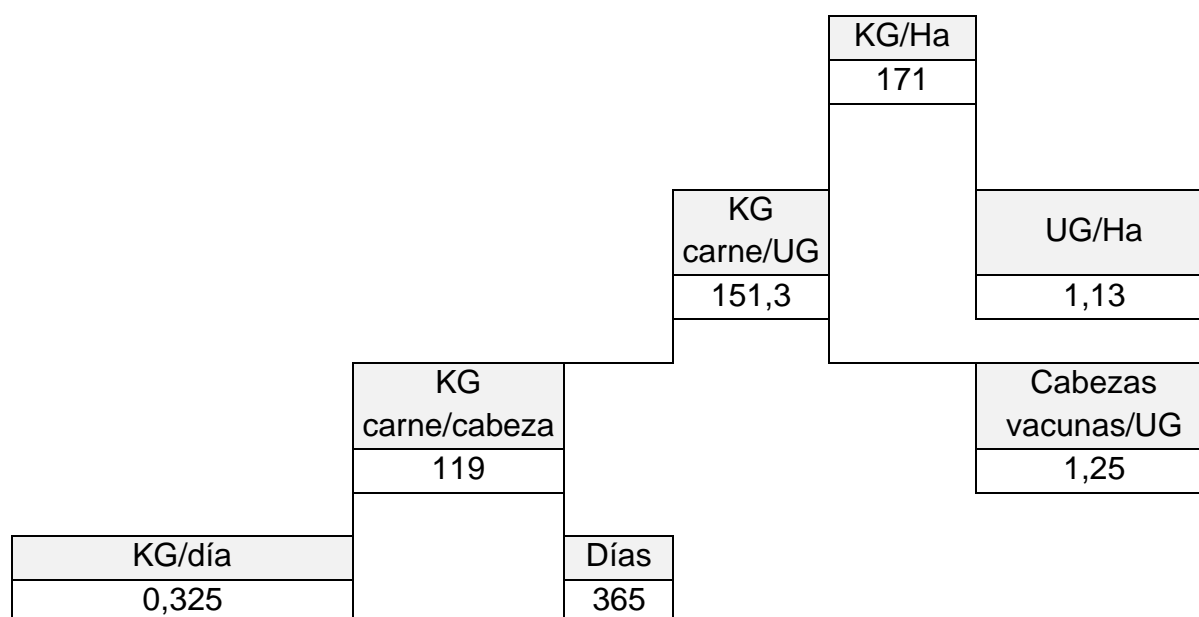 KG/Ha
171
KG
carne/UG
151,3
UG/Ha
1,13
KG
carne/cabeza
119
Cabezas
vacunas/UG
1,25
KG/día
0,325
Días
365